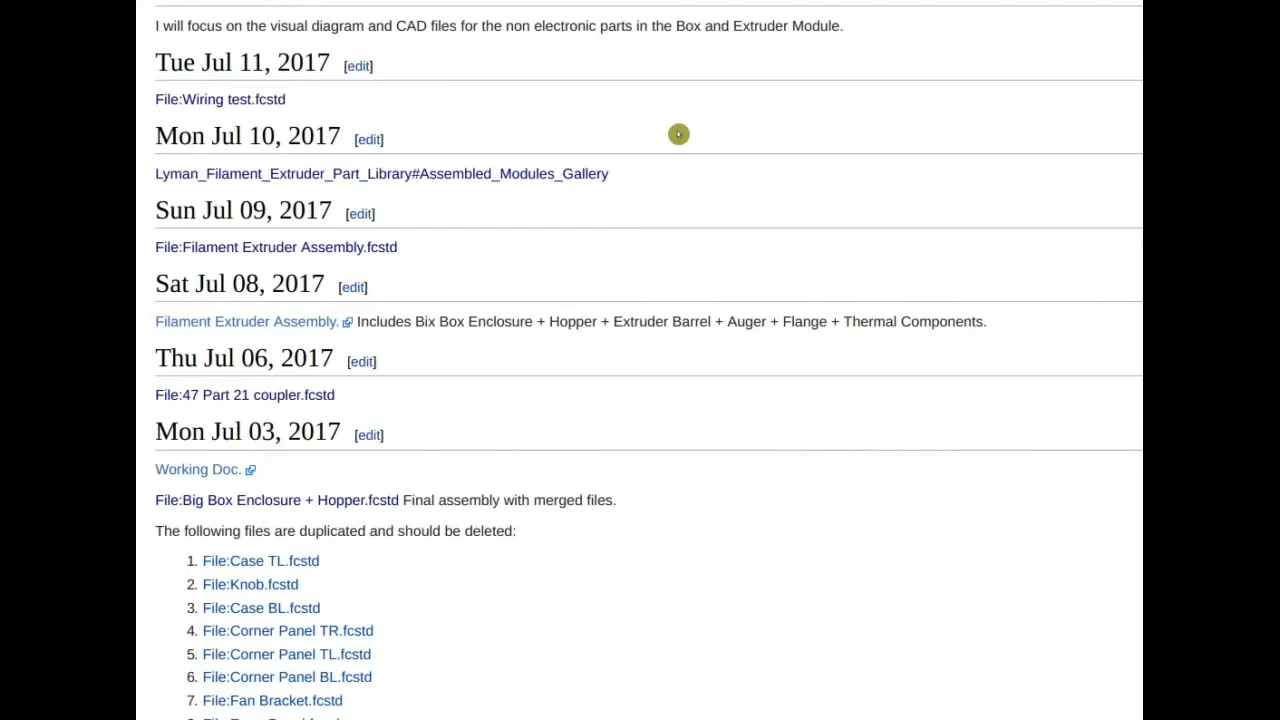 I will focus on the visual diagram and CAD files for the non electronic parts in the Box and Extruder Module.
Tue Jul 11, 2017 [edit]
File:Wiring test.fcstd
Mon Jul 10, 2017 [edit]
Lyman_Filament_Extruder_Part_Library#Assembled_Modules_Gallery
Sun Jul 09, 2017 [edit]
File:Filament Extruder Assembly.fcstd
Sat Jul 08, 2017 [edit]
Filament Extruder Assembly. Includes Bix Box Enclosure + Hopper + Extruder Barrel + Auger + Flange + Thermal Components.
Thu Jul 06, 2017 [edit]
File:47 Part 21 coupler.fcstd
Mon Jul 03, 2017 [edit]
Working Doc.
File:Big Box Enclosure + Hopper.fcstd Final assembly with merged files.
The following files are duplicated and should be deleted:
1. File:Case TL.fcstd
2. File:Knob.fcstd
3. File:Case BL.fcstd
4. File:Corner Panel TR.fcstd
5. File:Corner Panel TL.fcstd
6. File:Corner Panel BL.fcstd
7. File:Fan Bracket.fcstd